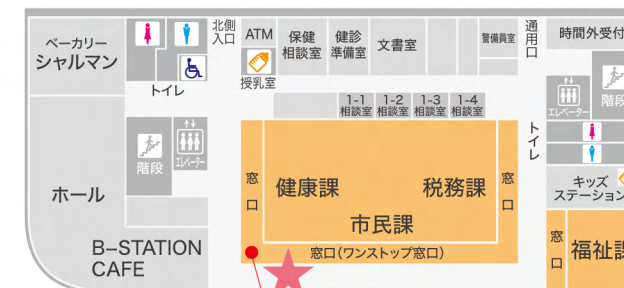 ベーカリー
シャルマン
トイレ
北側
入口
ATM
授乳室
保健
相談室
健診
準備室
文書室
警備員室
通用口
時間外受付
階段
エレベーター
1-1
相談室
1-2
相談室
1-3
相談室
1-4
相談室
トイレ
エレベーター
階段
キッズ
ステーション
ホール
B-STATION
CAFE
窓口
健康課
税務課
窓口
市民課
窓口(ワンストップ窓口)
窓口
福祉課